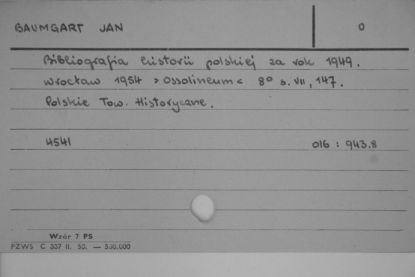 BAUMGART JAN
0
Bibliografia historii polskiej za rok 1949.
Wrocław 1954 >Ossolineum< 8° s. VII, 147.
Polskie Tow. Historyczne.
4541
016 : 943.8
Wzór 7 PS
PZWS C 337 II. 50. — 500.000